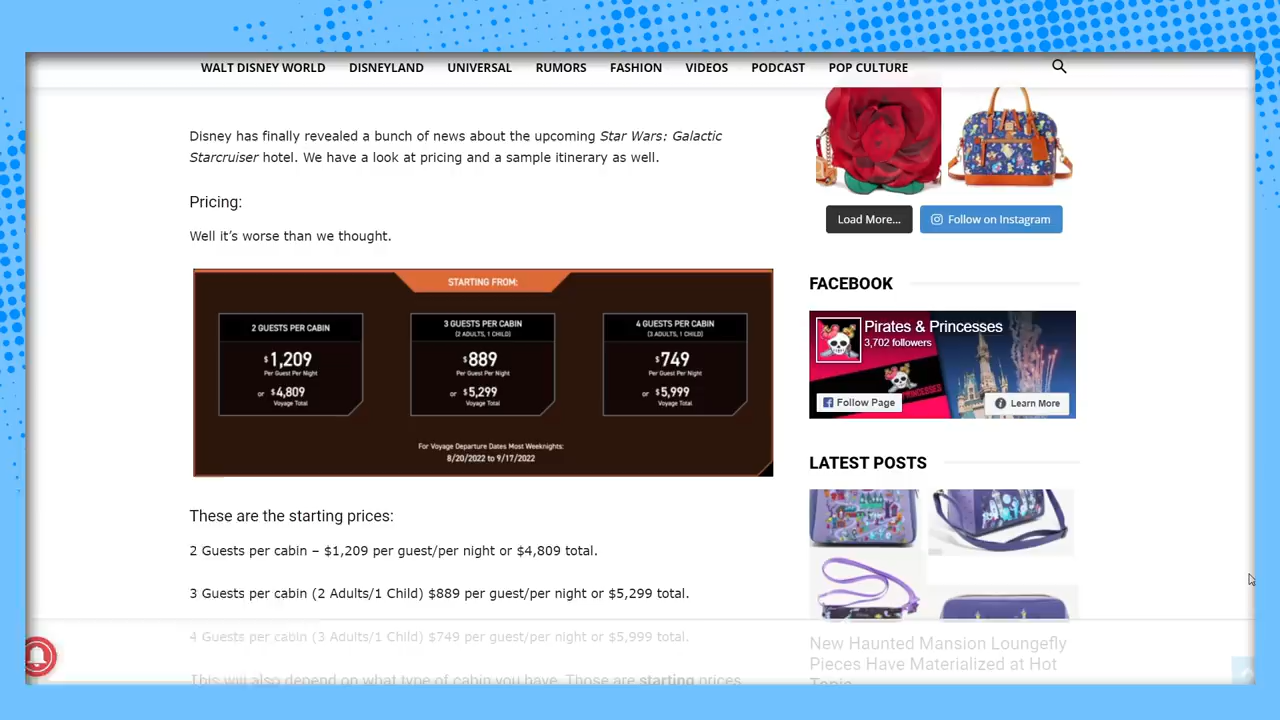 WALT DISNEY WORLD DISNEYLAND UNIVERSAL RUMORS FASHION VIDEOS PODCAST POP CULTURE
Disney has finally revealed a bunch of news about the upcoming Star Wars: Galactic
Starcruiser hotel. We have a look at pricing and a sample itinerary as well.
Pricing:
Well it's worse than we thought.
STARTING FROM:
2 GUESTS PER CABIN
$1,209
Per Guest Per Night
or $4,809
Voyage Total
3 GUESTS PER CABIN
(2 ADULTS, 1 CHILD)
$889
Per Guest Per Night
or $5,299
Voyage Total
4 GUESTS PER CABIN
(3 ADULTS, 1 CHILD)
$749
Per Guest Per Night
or $5,999
Voyage Total
For Voyage Departure Dates Most Weeknights:
8/20/2022 to 9/17/2022
These are the starting prices:
2 Guests per cabin – $1,209 per guest/per night or $4,809 total.
3 Guests per cabin (2 Adults/1 Child) $889 per guest/per night or $5,299 total.
4 Guests per cabin (3 Adults/1 Child) $749 per guest/per night or $5,999 total.
This will also depend on what type of cabin you have. Those are starting prices
Load More...
Follow on Instagram
FACEBOOK
Pirates & Princesses
3,702 followers
Follow Page
Learn More
LATEST POSTS
New Haunted Mansion Loungefly
Pieces Have Materialized at Hot
Topic